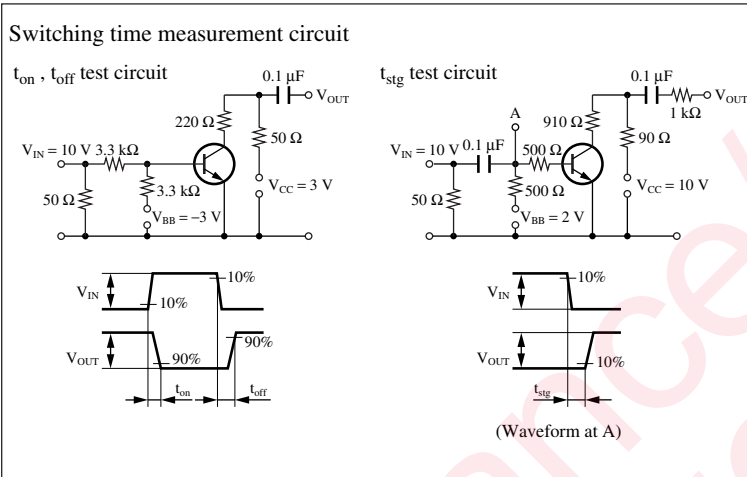 Switching time measurement circuit
t_on , t_off test circuit
0.1 µF
V_OUT
220 Ω
50 Ω
V_IN = 10 V 3.3 kΩ
3.3 kΩ
V_CC = 3 V
50 Ω
V_BB = −3 V
V_IN
10%
10%
V_OUT
90%
90%
t_on
t_off
t_stg test circuit
0.1 µF
V_OUT
1 kΩ
A
910 Ω
90 Ω
V_IN = 10 V 0.1 µF
500 Ω
500 Ω
V_CC = 10 V
50 Ω
V_BB = 2 V
V_IN
10%
V_OUT
10%
t_stg
(Waveform at A)